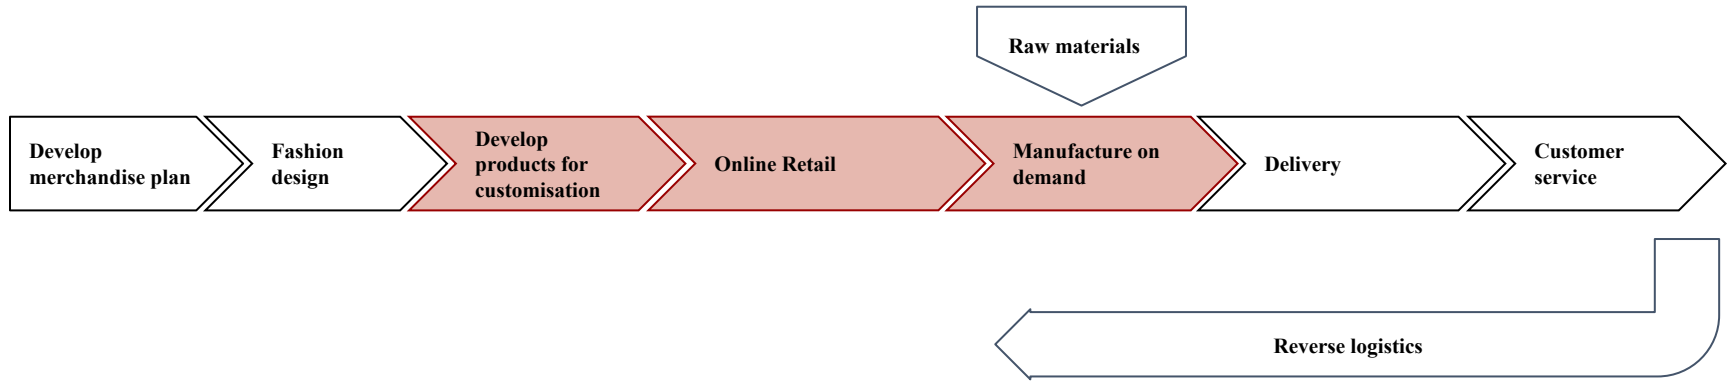 Raw materials
Develop
merchandise plan
Fashion
design
Develop
products for
customisation
Online Retail
Manufacture on
demand
Delivery
Customer
service
Reverse logistics